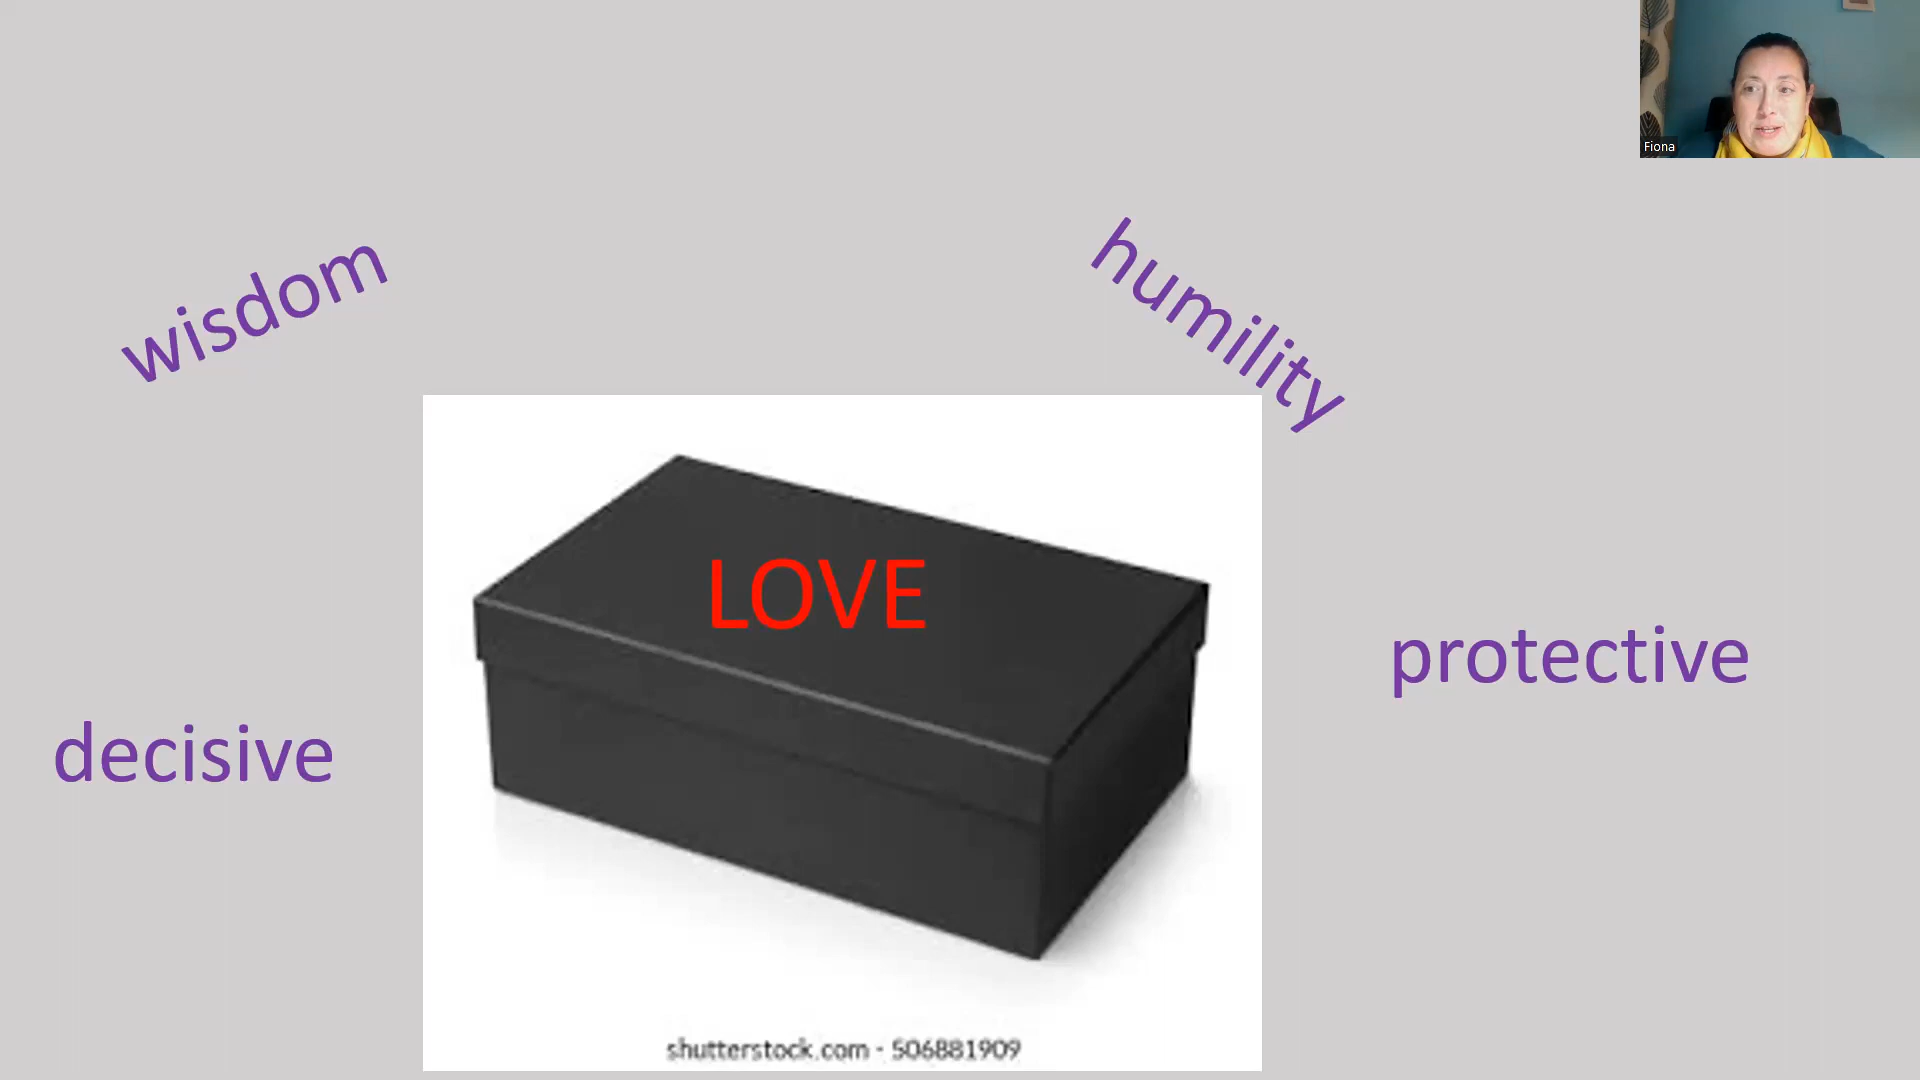 Fiona
wisdom
humility
LOVE
protective
decisive
shutterstock.com · 506881909